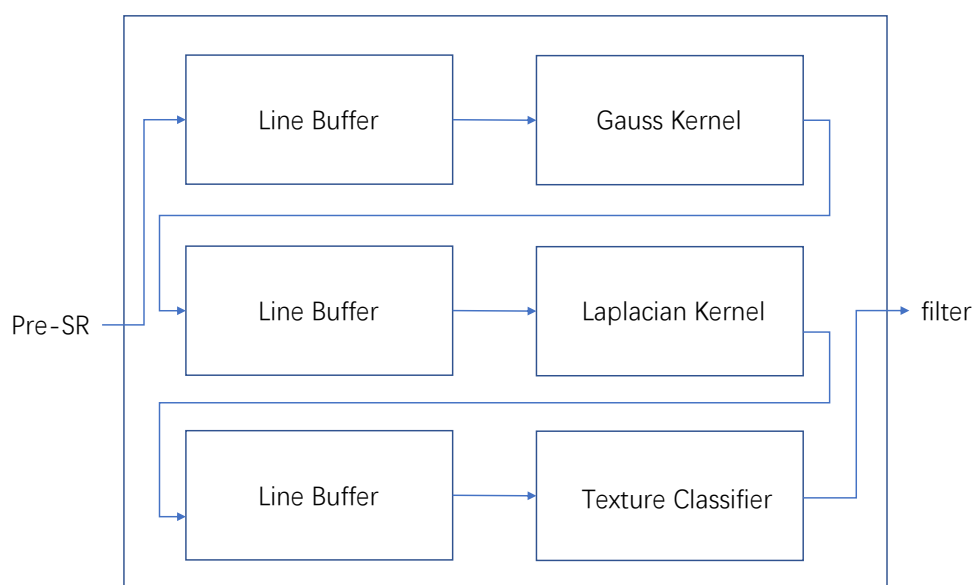 Line Buffer
Gauss Kernel
Line Buffer
Laplacian Kernel
Pre-SR
filter
Line Buffer
Texture Classifier